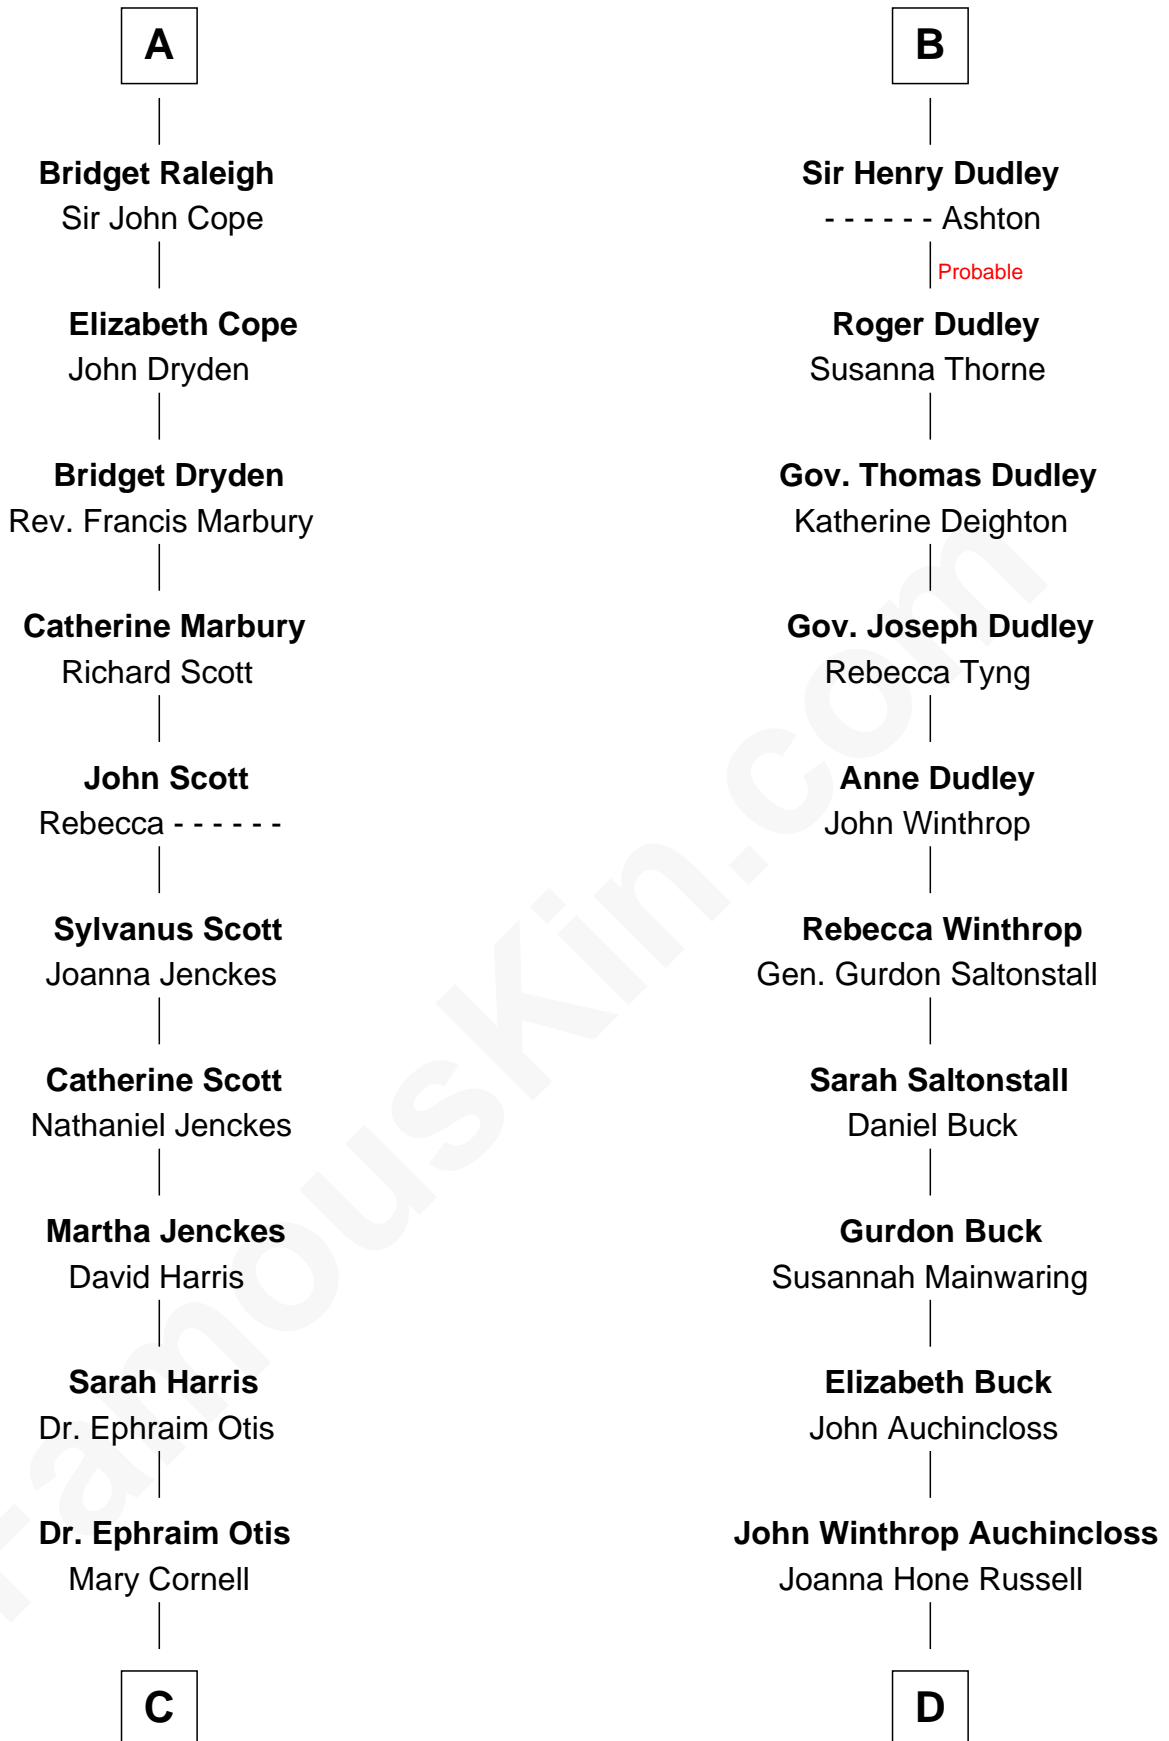 A
Bridget Raleigh
Sir John Cope
Elizabeth Cope
John Dryden
Bridget Dryden
Rev. Francis Marbury
Catherine Marbury
Richard Scott
John Scott
Rebecca - - - - - -
Sylvanus Scott
Joanna Jenckes
Catherine Scott
Nathaniel Jenckes
Martha Jenckes
David Harris
Sarah Harris
Dr. Ephraim Otis
Dr. Ephraim Otis
Mary Cornell
C
B
Sir Henry Dudley
- - - - - - Ashton
Probable
Roger Dudley
Susanna Thorne
Gov. Thomas Dudley
Katherine Deighton
Gov. Joseph Dudley
Rebecca Tyng
Anne Dudley
John Winthrop
Rebecca Winthrop
Gen. Gurdon Saltonstall
Sarah Saltonstall
Daniel Buck
Gurdon Buck
Susannah Mainwaring
Elizabeth Buck
John Auchincloss
John Winthrop Auchincloss
Joanna Hone Russell
D
FamousKin.com